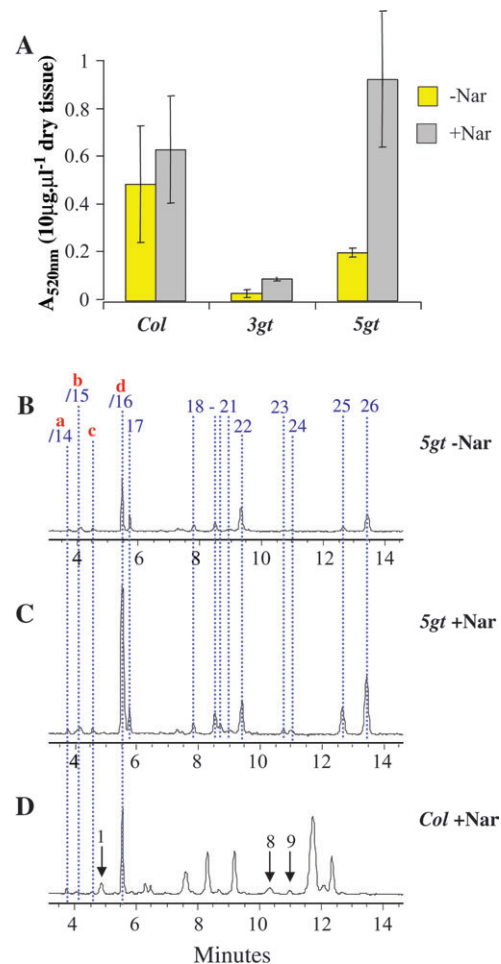 A
A520nm (10µg.µl-1 dry tissue)
1
0.8
0.6
0.4
0.2
0
Col
3gt
5gt
-Nar
+Nar
B
a
/14
b
/15
c
d
/16
17
18 - 21
22
23
24
25
26
5gt -Nar
4 6 8 10 12 14
C
5gt +Nar
4 6 8 10 12 14
D
Col +Nar
1
8
9
4 6 8 10 12 14
Minutes